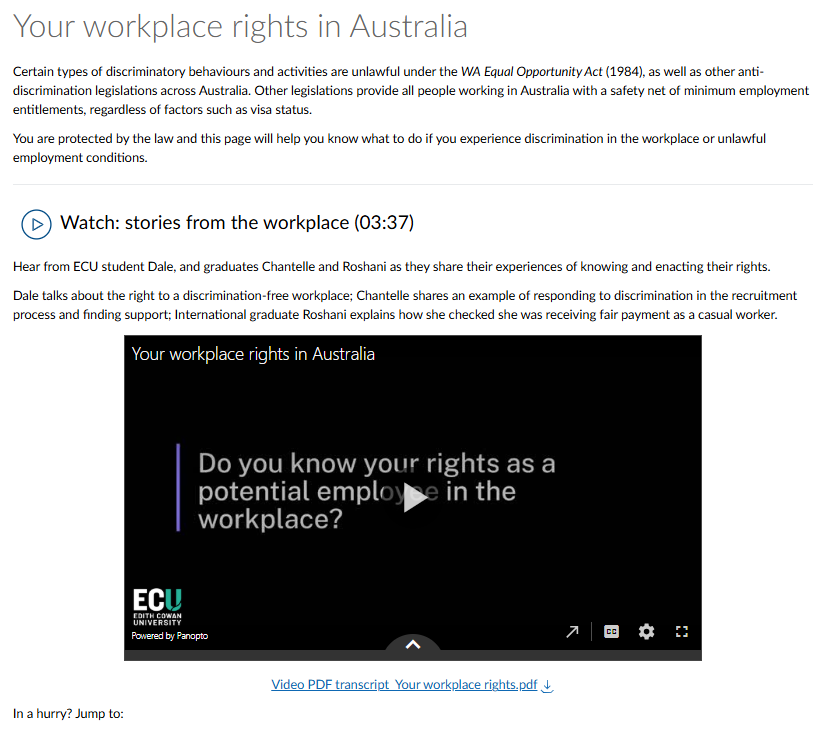 Your workplace rights in Australia
Certain types of discriminatory behaviours and activities are unlawful under the WA Equal Opportunity Act (1984), as well as other anti-
discrimination legislations across Australia. Other legislations provide all people working in Australia with a safety net of minimum employment
entitlements, regardless of factors such as visa status.
You are protected by the law and this page will help you know what to do if you experience discrimination in the workplace or unlawful
employment conditions.
Watch: stories from the workplace (03:37)
Hear from ECU student Dale, and graduates Chantelle and Roshani as they share their experiences of knowing and enacting their rights.
Dale talks about the right to a discrimination-free workplace; Chantelle shares an example of responding to discrimination in the recruitment
process and finding support; International graduate Roshani explains how she checked she was receiving fair payment as a casual worker.
Your workplace rights in Australia
Do you know your rights as a
potential employee in the
workplace?
ECU
EDITH COWAN
UNIVERSITY
Powered by Panopto
CC
Video PDF transcript_Your workplace rights.pdf
In a hurry? Jump to: